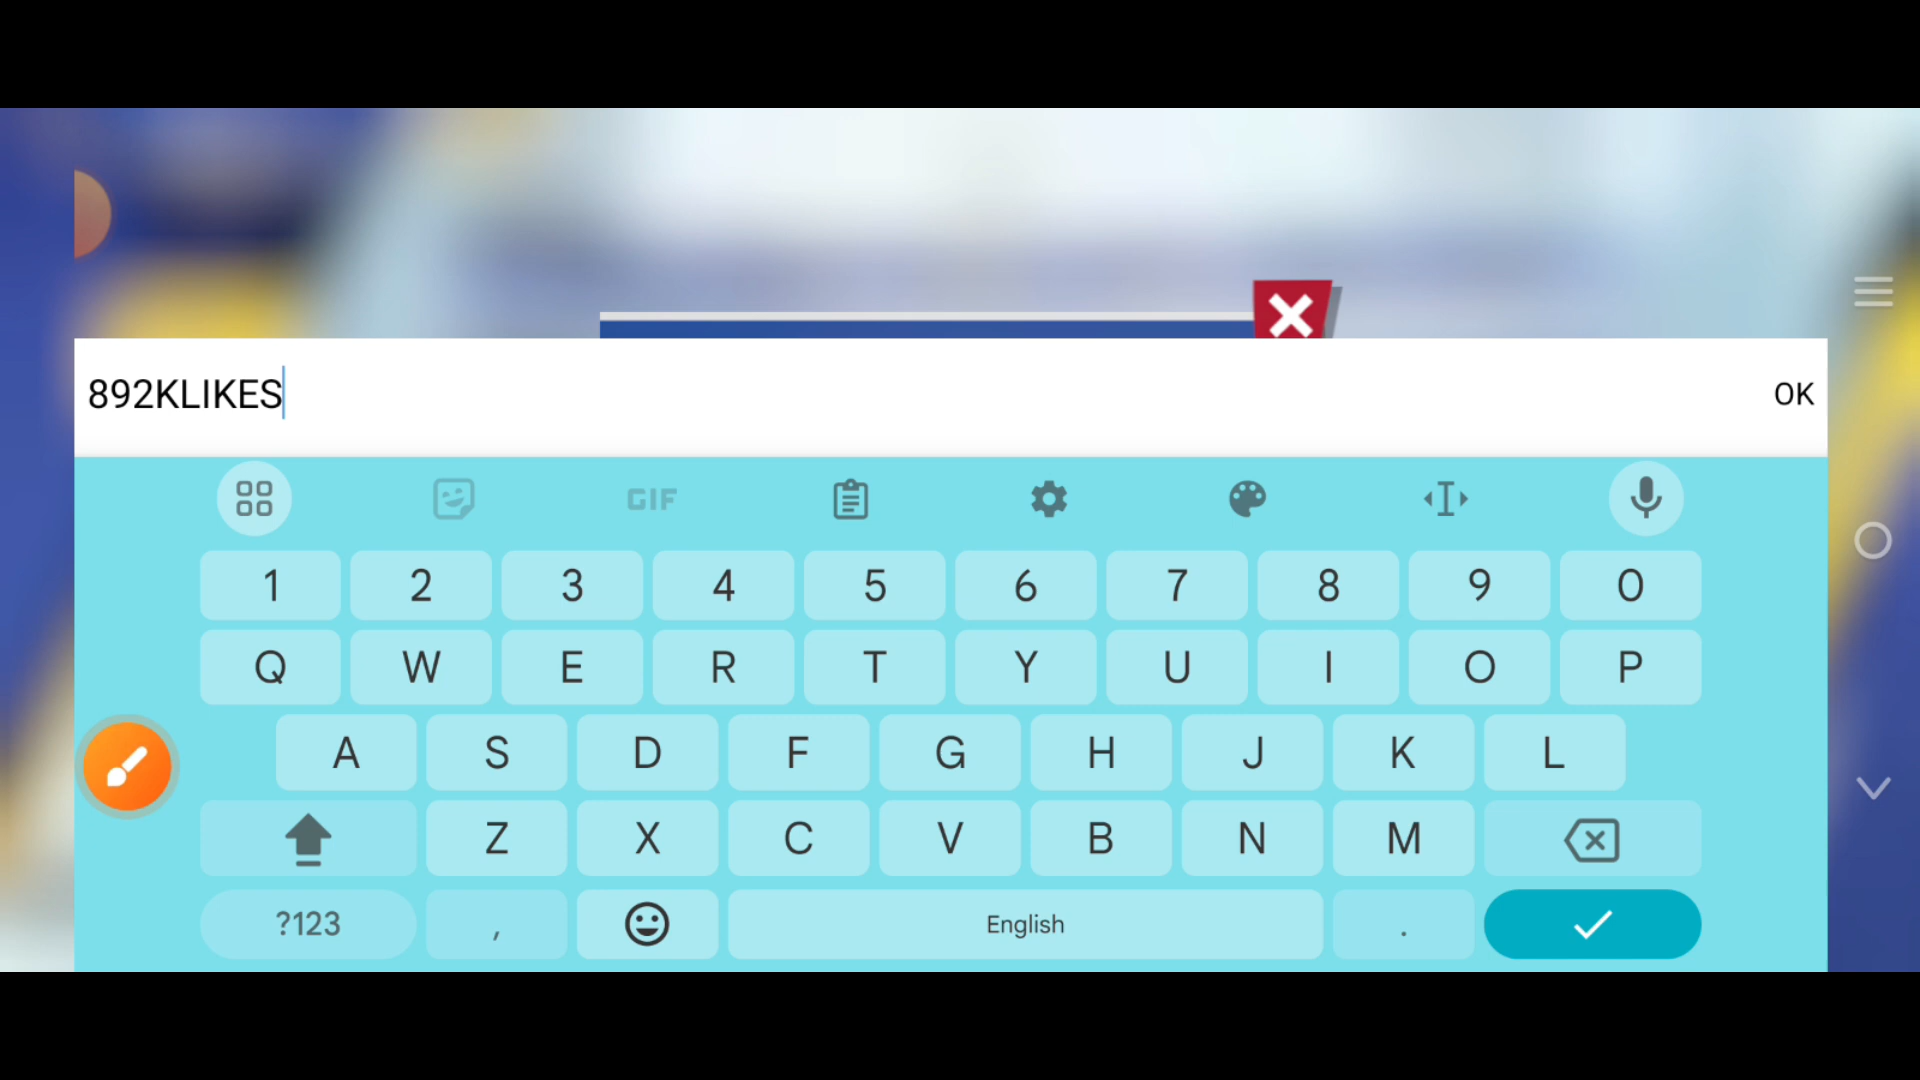 892KLIKES
OK
GIF
1 2 3 4 5 6 7 8 9 0
Q W E R T Y U I O P
A S D F G H J K L
Z X C V B N M
?123 , English .